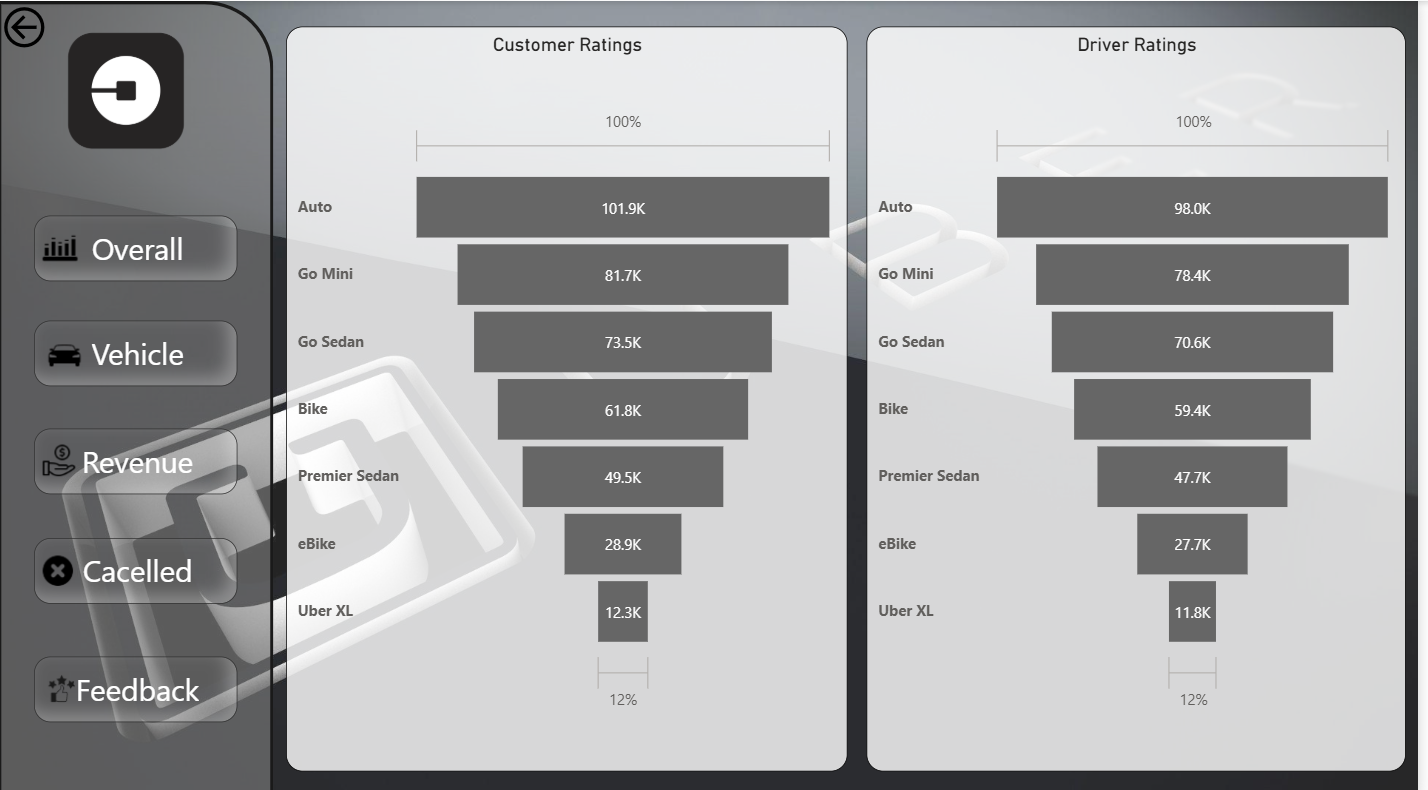 Overall
Vehicle
Revenue
Cacelled
Feedback
Customer Ratings
100%
Auto
101.9K
Go Mini
81.7K
Go Sedan
73.5K
Bike
61.8K
Premier Sedan
49.5K
eBike
28.9K
Uber XL
12.3K
12%
Driver Ratings
100%
Auto
98.0K
Go Mini
78.4K
Go Sedan
70.6K
Bike
59.4K
Premier Sedan
47.7K
eBike
27.7K
Uber XL
11.8K
12%